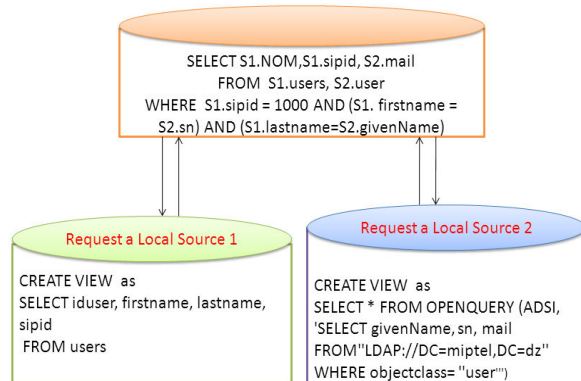 SELECT S1.NOM,S1.sipid, S2.mail
FROM S1.users, S2.user
WHERE S1.sipid = 1000 AND (S1. firstname =
S2.sn) AND (S1.lastname=S2.givenName)
Request a Local Source 1
CREATE VIEW as
SELECT iduser, firstname, lastname,
sipid
FROM users
Request a Local Source 2
CREATE VIEW as
SELECT * FROM OPENQUERY (ADSI,
'SELECT givenName, sn, mail
FROM"LDAP://DC=miptel,DC=dz"
WHERE objectclass= "user"')